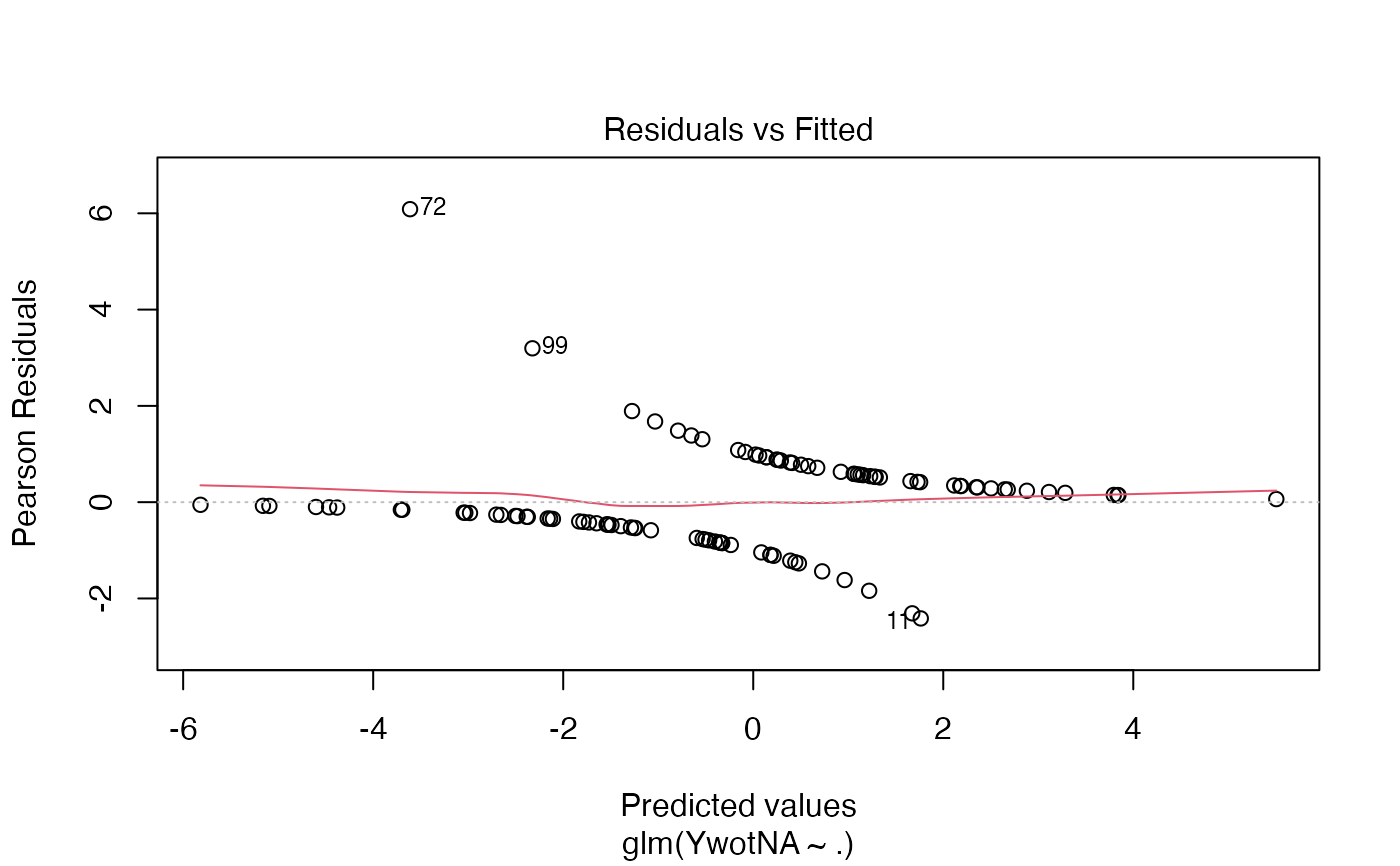 Residuals vs Fitted
Pearson Residuals
6
4
2
0
-2
72
99
11
-6 -4 -2 0 2 4
Predicted values
glm(YwotNA ~ .)